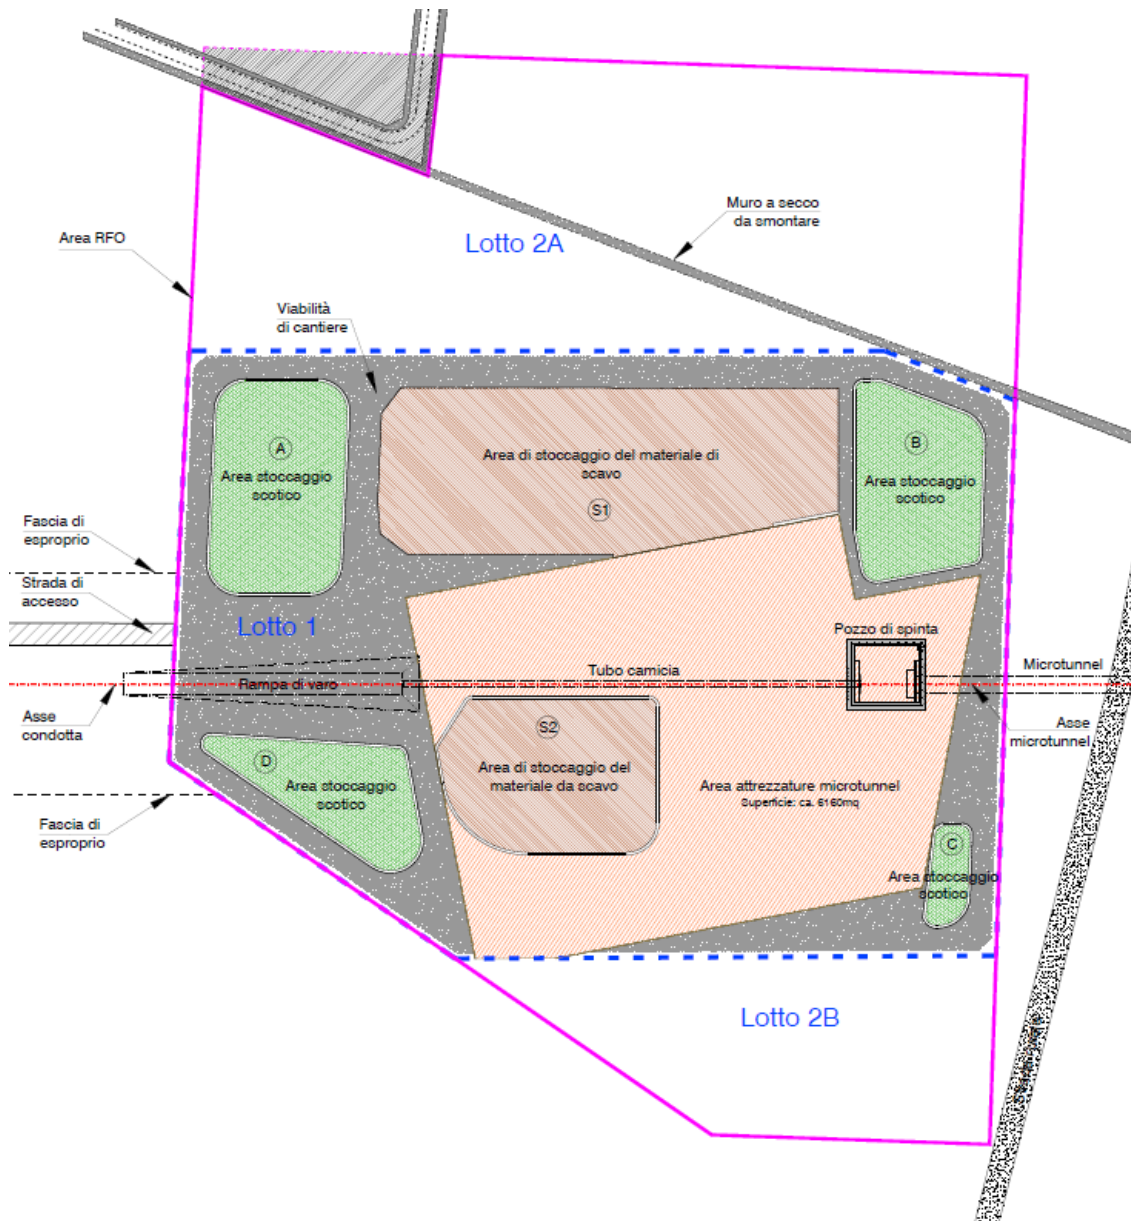 Muro a secco
da smontare
Area RFO
Lotto 2A
Viabilità
di cantiere
A
Area stoccaggio
scotico
Area di stoccaggio del materiale di
scavo
S1
B
Area stoccaggio
scotico
Fascia di
esproprio
Strada di
accesso
Lotto 1
Pozzo di spinta
Rampa di varo
Tubo camicia
Microtunnel
Asse
condotta
Asse
microtunnel
S2
Area di stoccaggio del
materiale da scavo
D
Area stoccaggio
scotico
Area attrezzature microtunnel
Superficie: ca. 6160mq
Fascia di
esproprio
C
Area stoccaggio
scotico
Lotto 2B